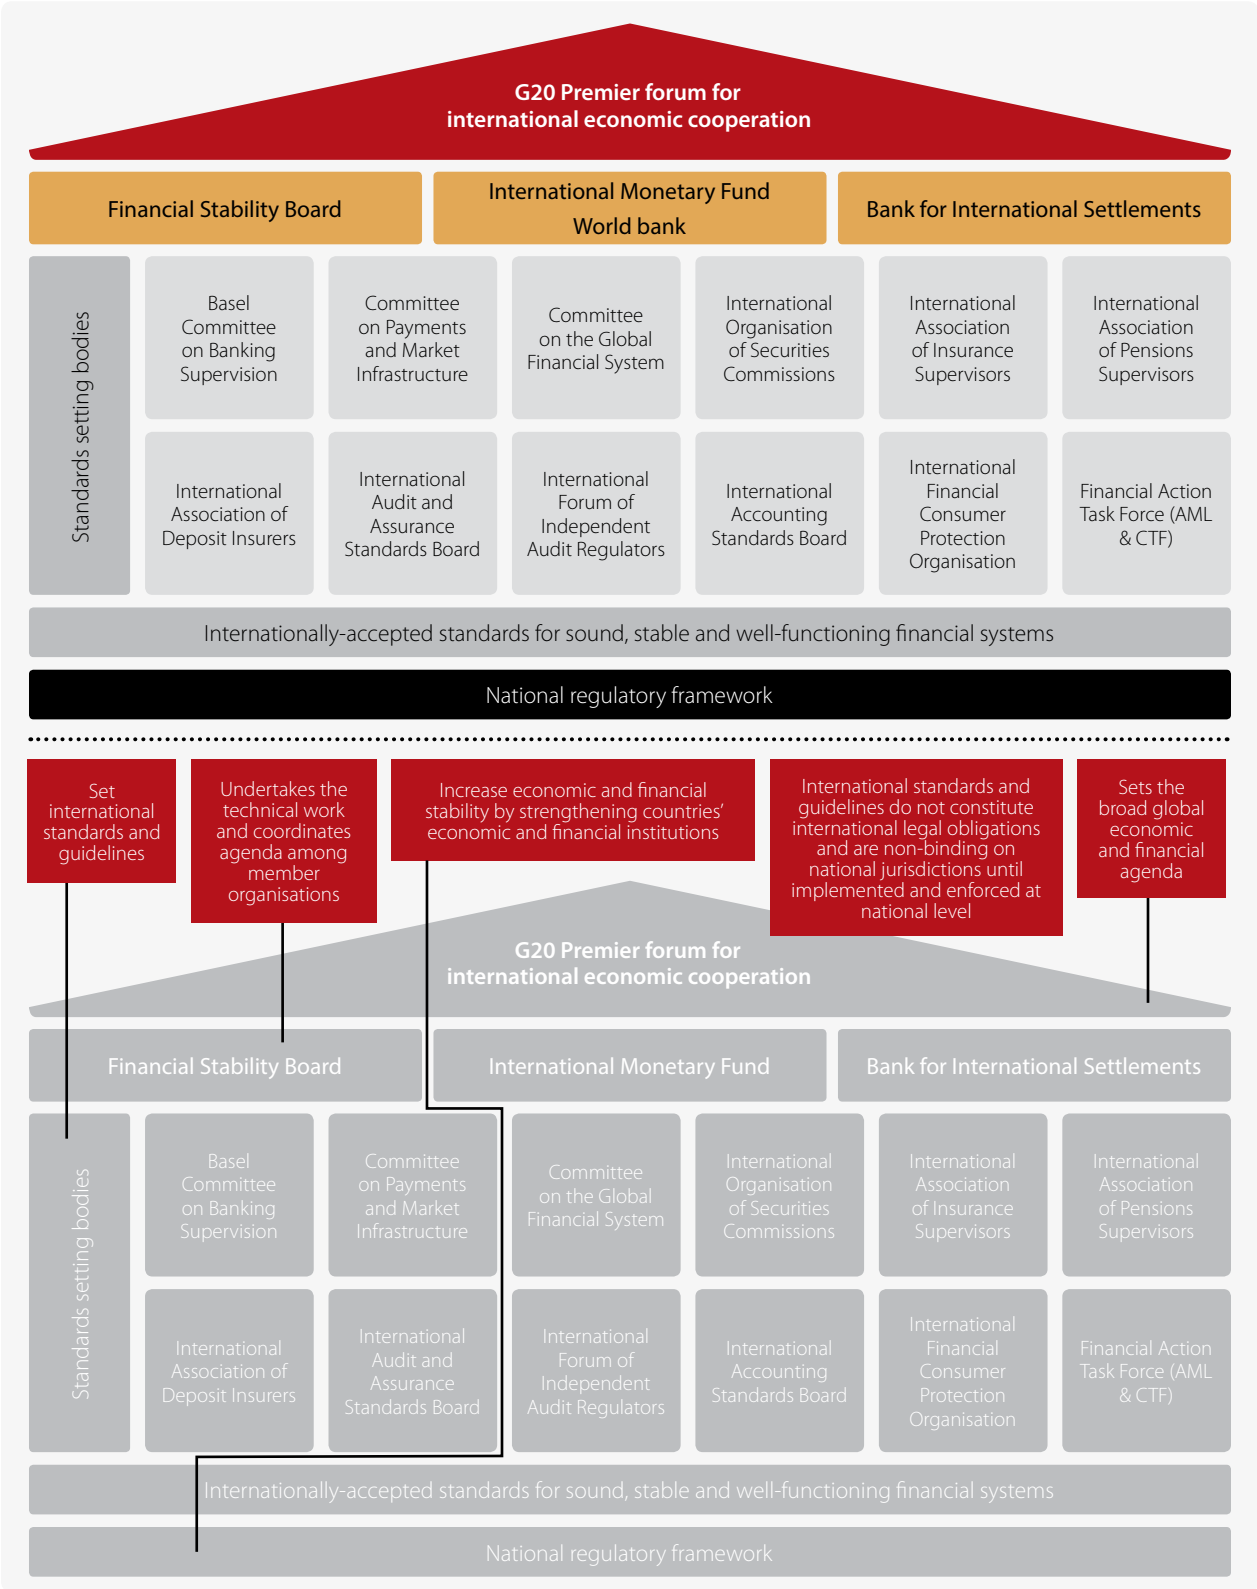 G20 Premier forum for
international economic cooperation
Financial Stability Board
International Monetary Fund
World bank
Bank for International Settlements
Standards setting bodies
Basel
Committee
on Banking
Supervision
Committee
on Payments
and Market
Infrastructure
Committee
on the Global
Financial System
International
Organisation
of Securities
Commissions
International
Association
of Insurance
Supervisors
International
Association
of Pensions
Supervisors
International
Association of
Deposit Insurers
International
Audit and
Assurance
Standards Board
International
Forum of
Independent
Audit Regulators
International
Accounting
Standards Board
International
Financial
Consumer
Protection
Organisation
Financial Action
Task Force (AML
& CTF)
Internationally-accepted standards for sound, stable and well-functioning financial systems
National regulatory framework
Set
international
standards and
guidelines
Undertakes the
technical work
and coordinates
agenda among
member
organisations
Increase economic and financial
stability by strengthening countries’
economic and financial institutions
International standards and
guidelines do not constitute
international legal obligations
and are non-binding on
national jurisdictions until
implemented and enforced at
national level
Sets the
broad global
economic
and financial
agenda
G20 Premier forum for
international economic cooperation
Financial Stability Board
International Monetary Fund
Bank for International Settlements
Standards setting bodies
Basel
Committee
on Banking
Supervision
Committee
on Payments
and Market
Infrastructure
Committee
on the Global
Financial System
International
Organisation
of Securities
Commissions
International
Association
of Insurance
Supervisors
International
Association
of Pensions
Supervisors
International
Association of
Deposit Insurers
International
Audit and
Assurance
Standards Board
International
Forum of
Independent
Audit Regulators
International
Accounting
Standards Board
International
Financial
Consumer
Protection
Organisation
Financial Action
Task Force (AML
& CTF)
Internationally-accepted standards for sound, stable and well-functioning financial systems
National regulatory framework